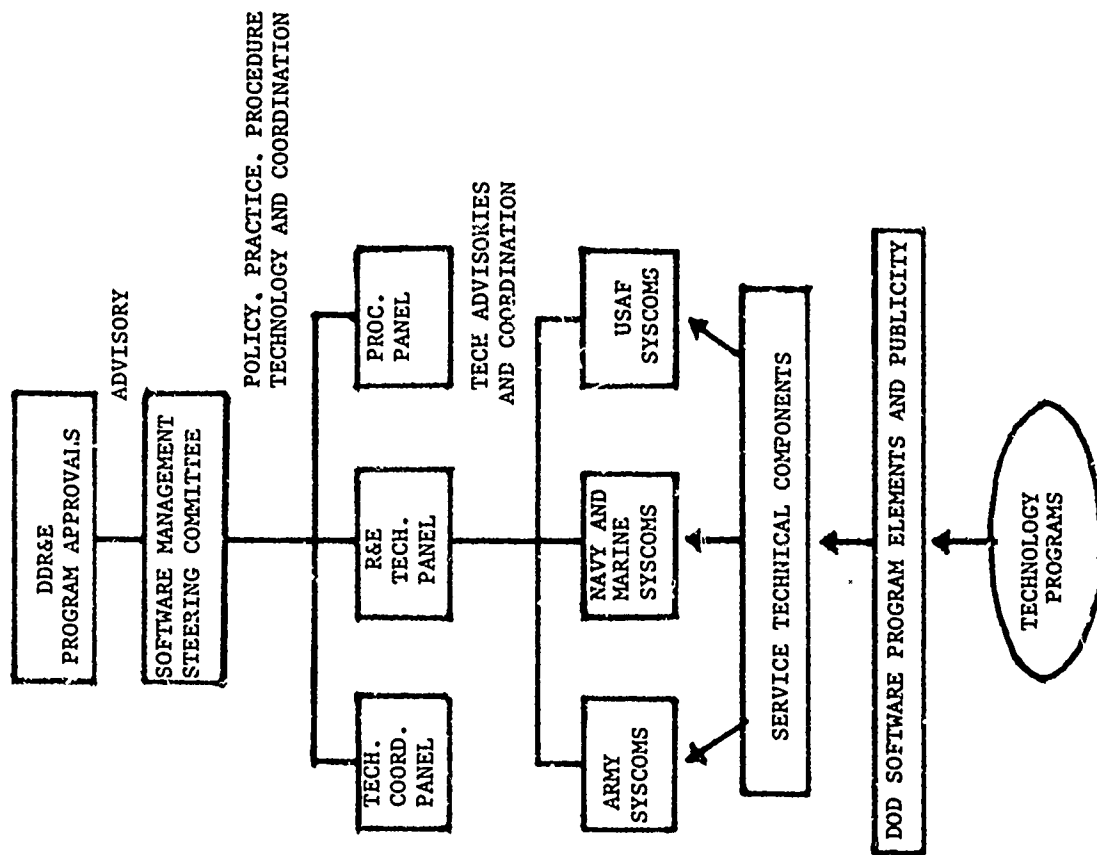 DDR&E
PROGRAM APPROVALS
ADVISORY
SOFTWARE MANAGEMENT
STEERING COMMITTEE
POLICY. PRACTICE. PROCEDURE
TECHNOLOGY AND COORDINATION
TECH.
COORD.
PANEL
R&E
TECH.
PANEL
PROC.
PANEL
TECH ADVISORIES
AND COORDINATION
ARMY
SYSCOMS
NAVY AND
MARINE
SYSCOMS
USAF
SYSCOMS
SERVICE TECHNICAL COMPONENTS
DOD SOFTWARE PROGRAM ELEMENTS AND PUBLICITY
TECHNOLOGY
PROGRAMS